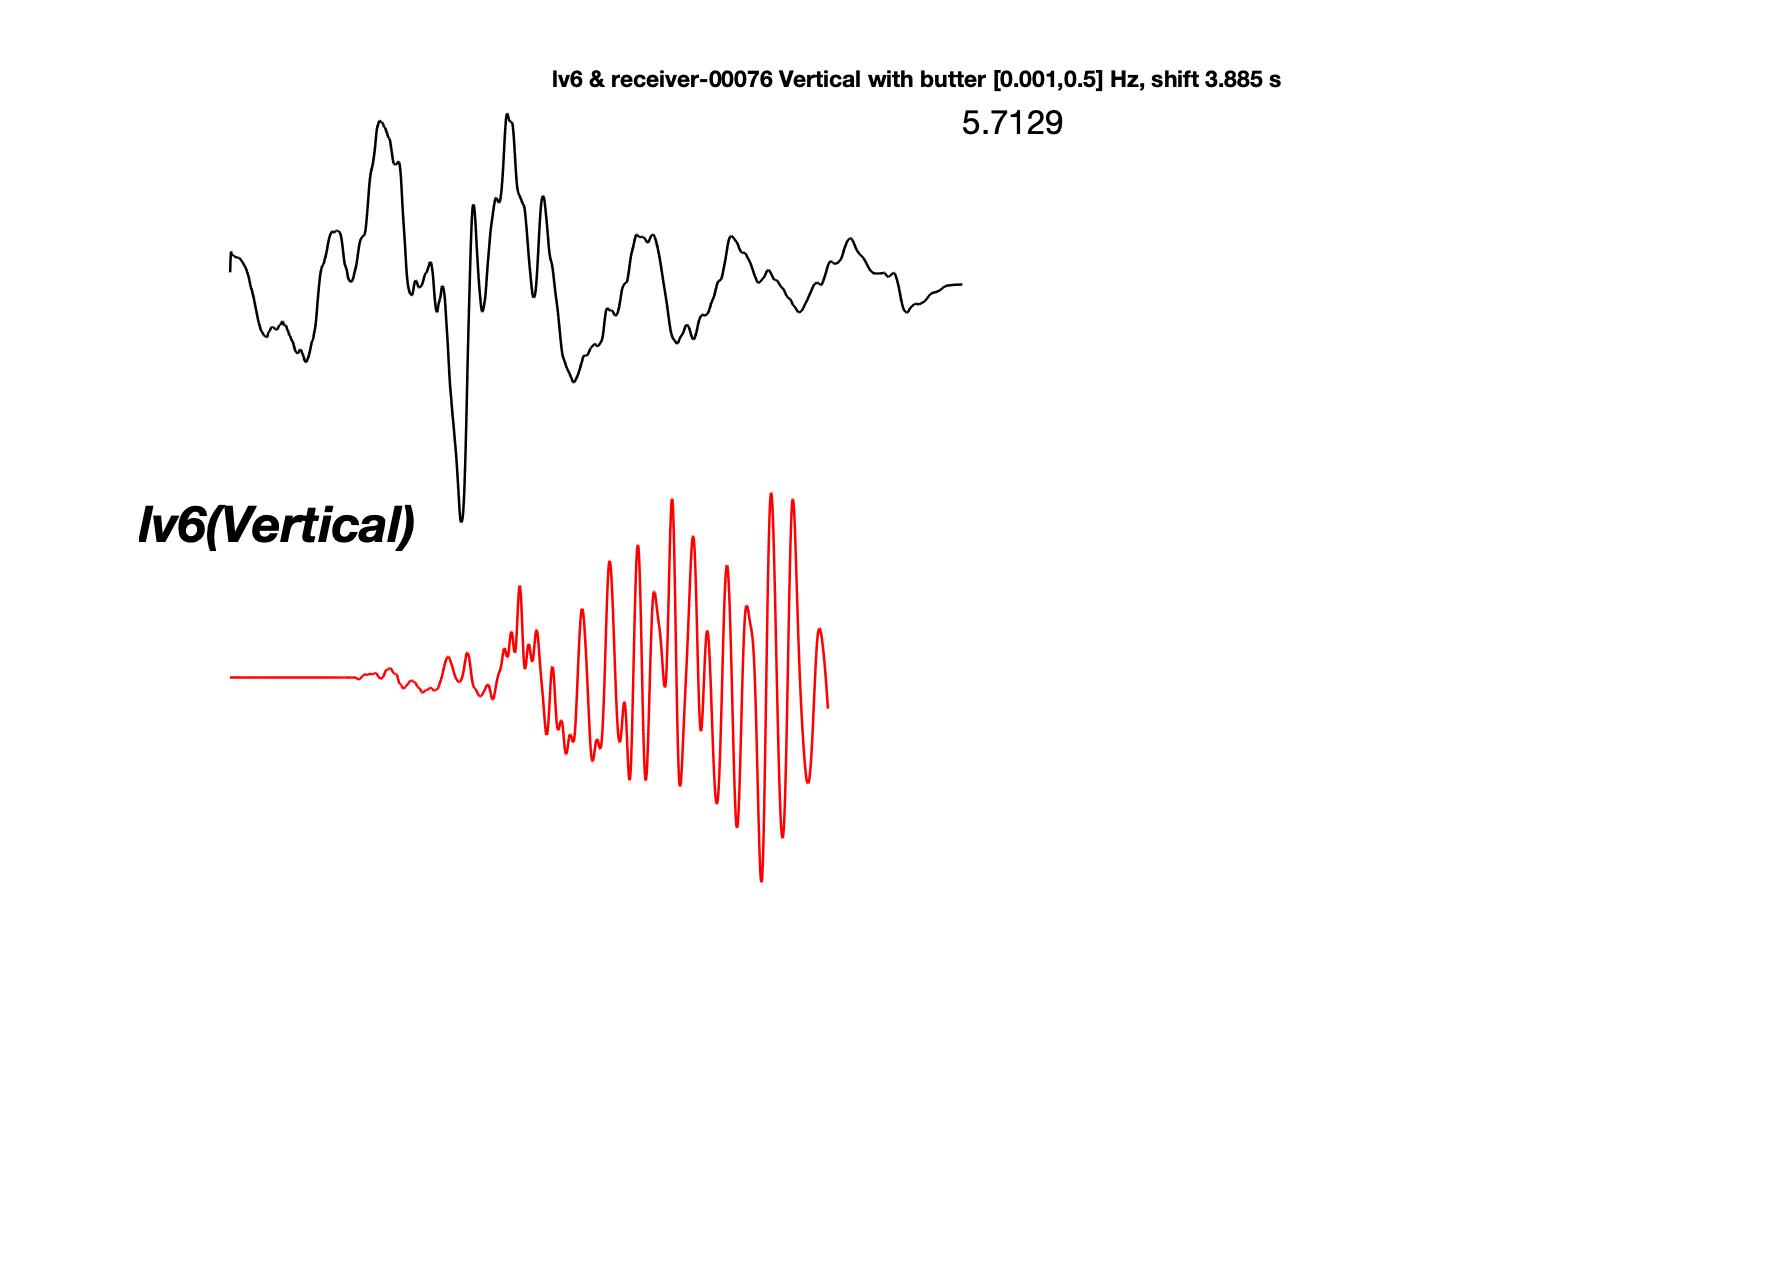 lv6 & receiver-00076 Vertical with butter [0.001,0.5] Hz, shift 3.885 s
5.7129
lv6(Vertical)